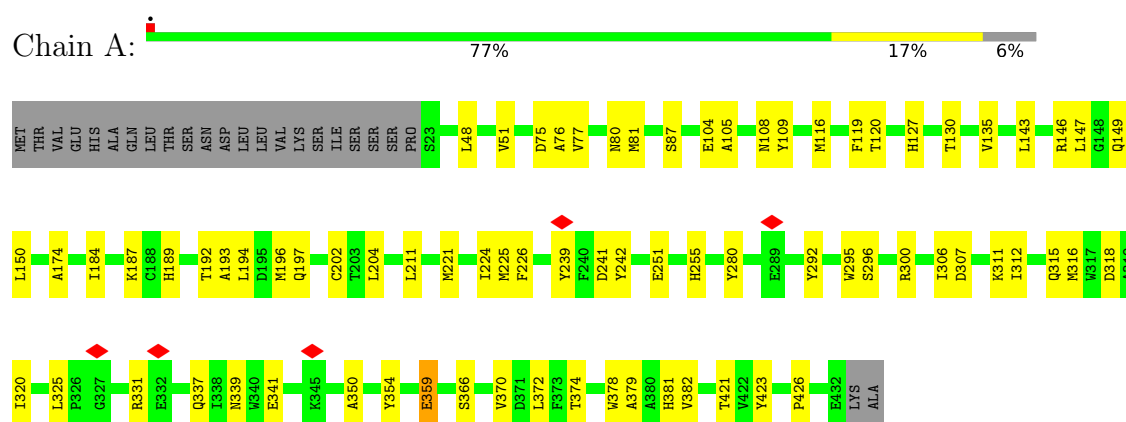 Chain A:
77% 17% 6%
MET THR VAL GLU HIS ALA GLN LEU THR SER ASN ASP LEU LEU VAL LYS SER ILE SER SER SER PRO S23 L48 V51 D75 A76 V77 N80 M81 S87 E104 A105 N108 Y109 M116 F119 T120 H127 T130 V135 L143 R146 L147 G148 Q149
L150 A174 I184 K187 C188 H189 T192 A193 L194 D195 M196 Q197 C202 T203 L204 L211 M221 I224 M225 F226 Y239 F240 D241 Y242 E251 H255 Y280 E289 Y292 W295 S296 R300 I306 D307 K311 I312 Q315 M316 W317 D318
I320 L325 P326 G327 R331 E332 Q337 I338 N339 W340 E341 K345 A350 Y354 E359 S366 V370 D371 L372 F373 T374 W378 A379 A380 H381 V382 T421 V422 Y423 P426 E432 LYS ALA